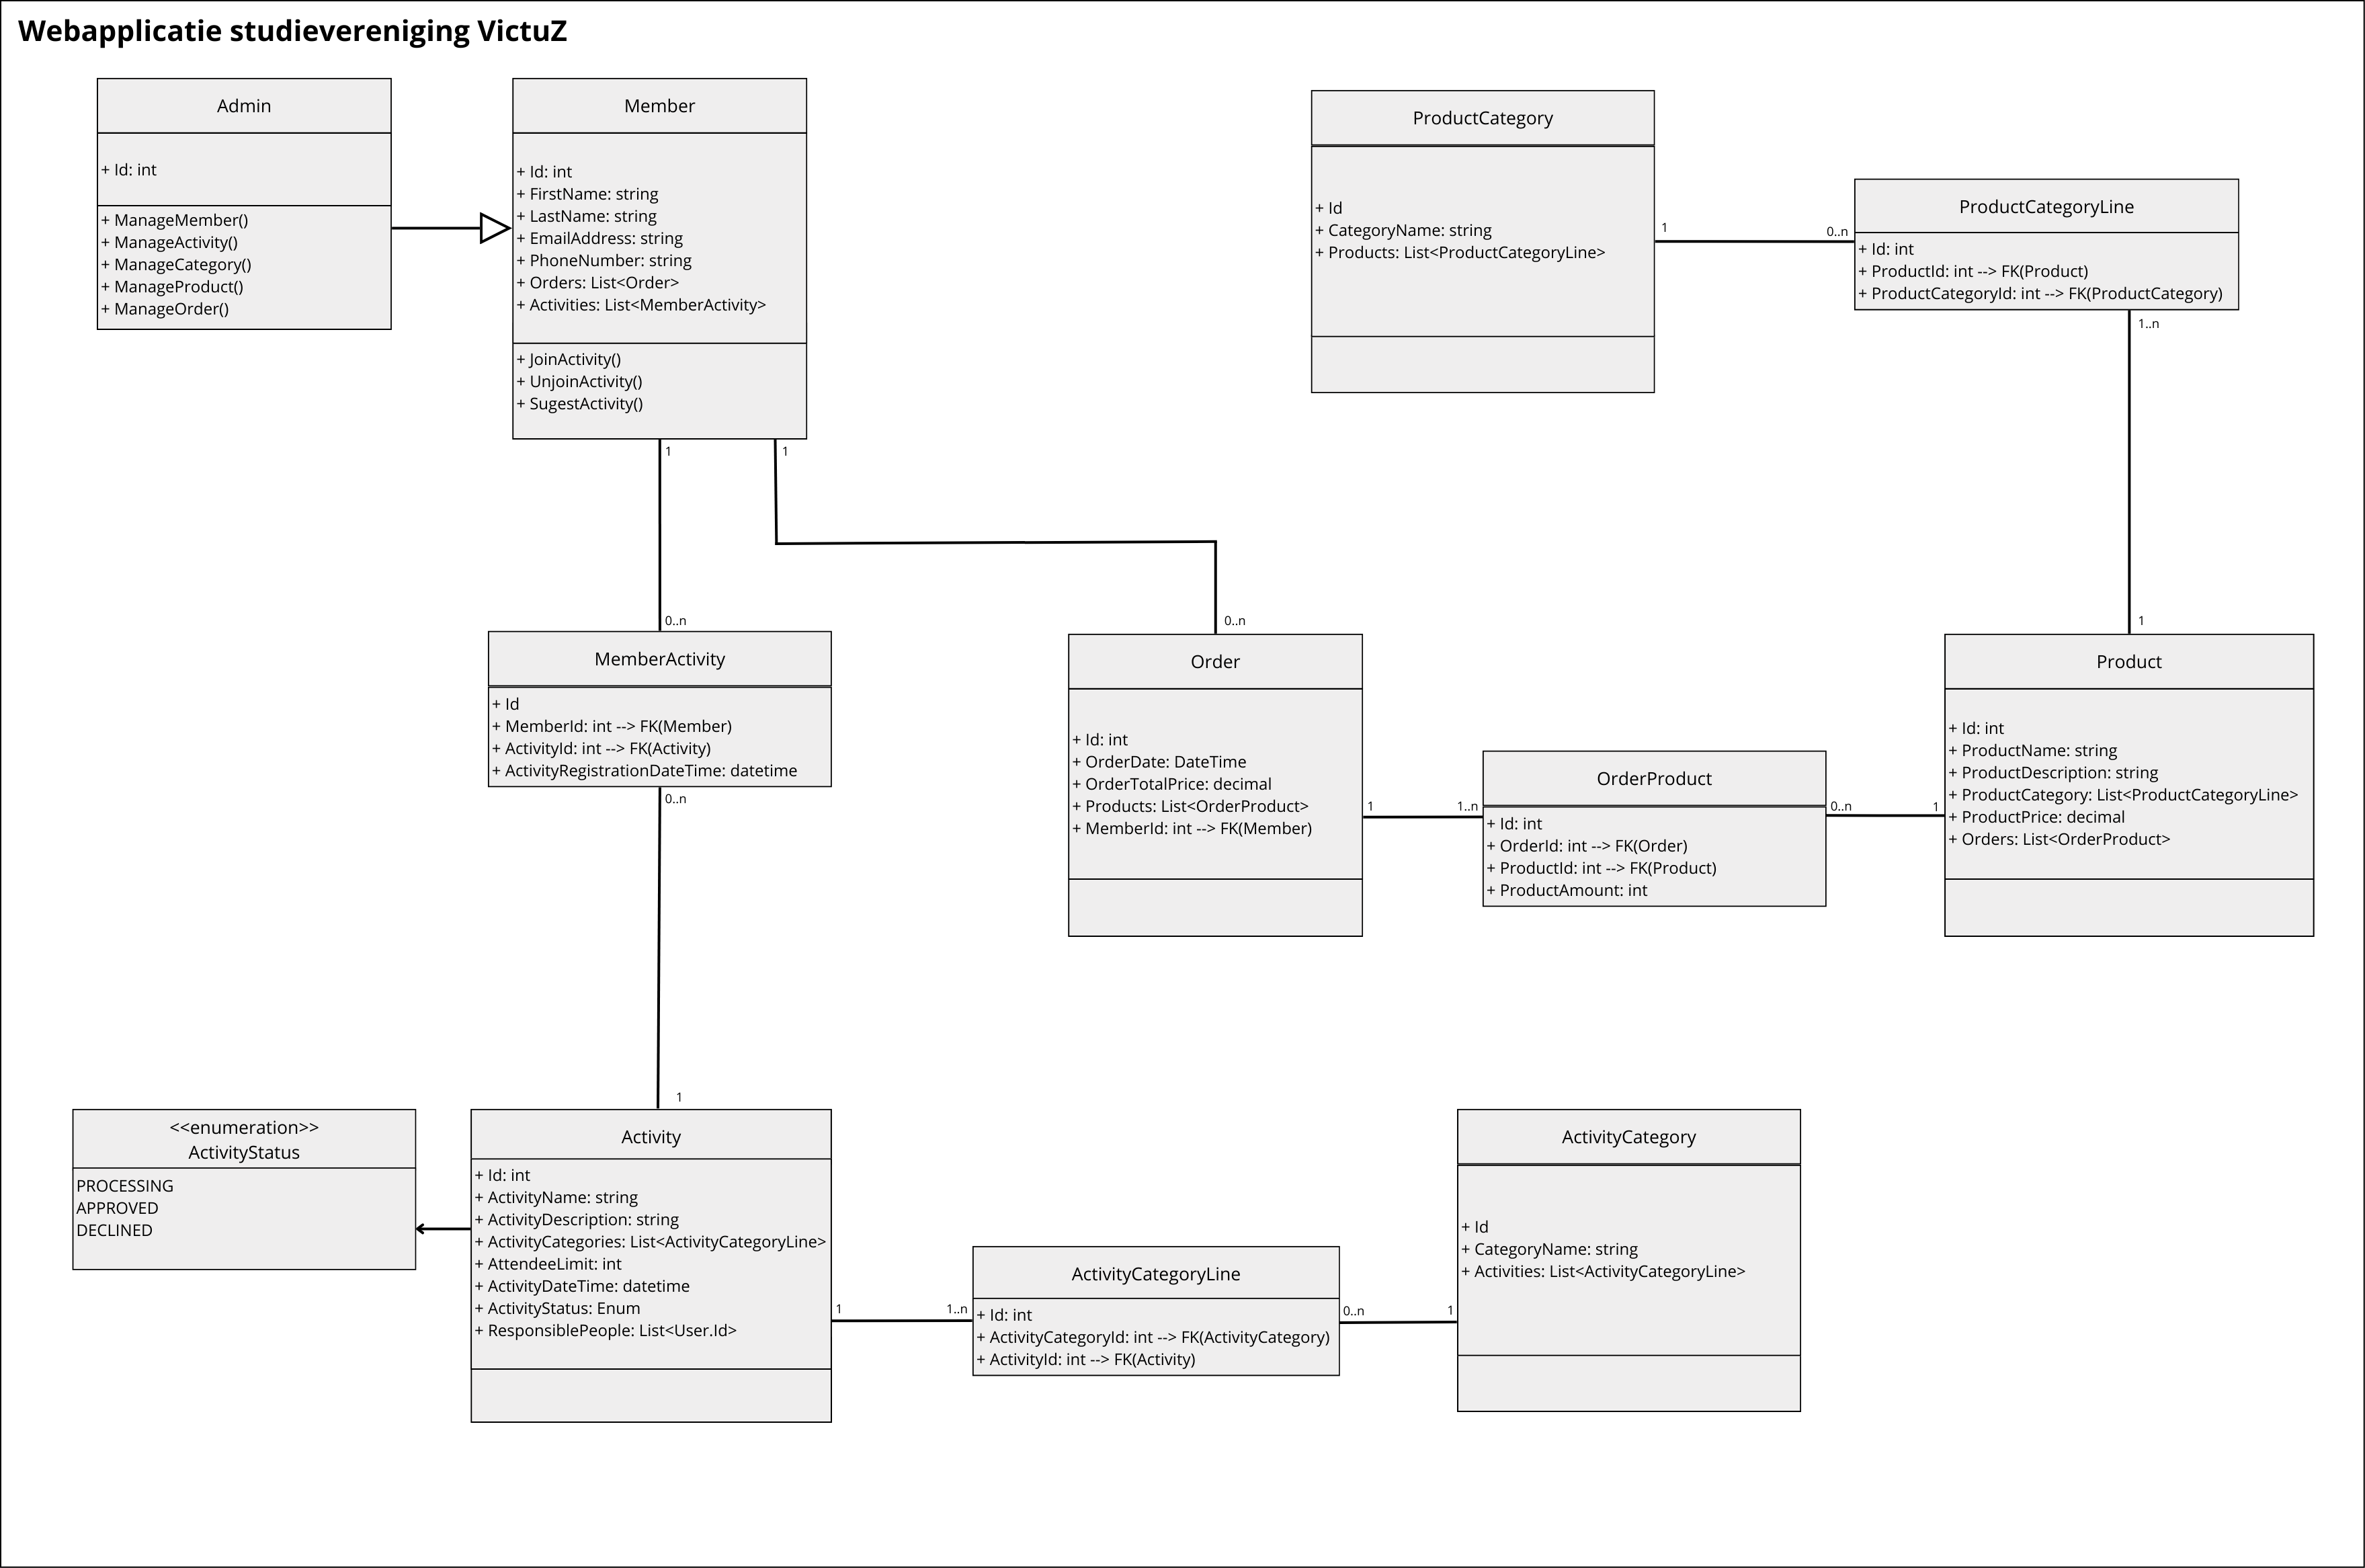 Webapplicatie studievereniging VictuZ
Admin
+ Id: int
+ ManageMember()
+ ManageActivity()
+ ManageCategory()
+ ManageProduct()
+ ManageOrder()
Member
+ Id: int
+ FirstName: string
+ LastName: string
+ EmailAddress: string
+ PhoneNumber: string
+ Orders: List<Order>
+ Activities: List<MemberActivity>
+ JoinActivity()
+ UnjoinActivity()
+ SugestActivity()
ProductCategory
+ Id
+ CategoryName: string
+ Products: List<ProductCategoryLine>
1
0..n
ProductCategoryLine
+ Id: int
+ ProductId: int --> FK(Product)
+ ProductCategoryId: int --> FK(ProductCategory)
1..n
1
1
1
0..n
0..n
MemberActivity
+ Id
+ MemberId: int --> FK(Member)
+ ActivityId: int --> FK(Activity)
+ ActivityRegistrationDateTime: datetime
0..n
1
Order
+ Id: int
+ OrderDate: DateTime
+ OrderTotalPrice: decimal
+ Products: List<OrderProduct>
+ MemberId: int --> FK(Member)
1
1..n
OrderProduct
+ Id: int
+ OrderId: int --> FK(Order)
+ ProductId: int --> FK(Product)
+ ProductAmount: int
0..n
1
Product
+ Id: int
+ ProductName: string
+ ProductDescription: string
+ ProductCategory: List<ProductCategoryLine>
+ ProductPrice: decimal
+ Orders: List<OrderProduct>
<<enumeration>>
ActivityStatus
PROCESSING
APPROVED
DECLINED
Activity
+ Id: int
+ ActivityName: string
+ ActivityDescription: string
+ ActivityCategories: List<ActivityCategoryLine>
+ AttendeeLimit: int
+ ActivityDateTime: datetime
+ ActivityStatus: Enum
+ ResponsiblePeople: List<User.Id>
1
1..n
ActivityCategoryLine
+ Id: int
+ ActivityCategoryId: int --> FK(ActivityCategory)
+ ActivityId: int --> FK(Activity)
0..n
1
ActivityCategory
+ Id
+ CategoryName: string
+ Activities: List<ActivityCategoryLine>